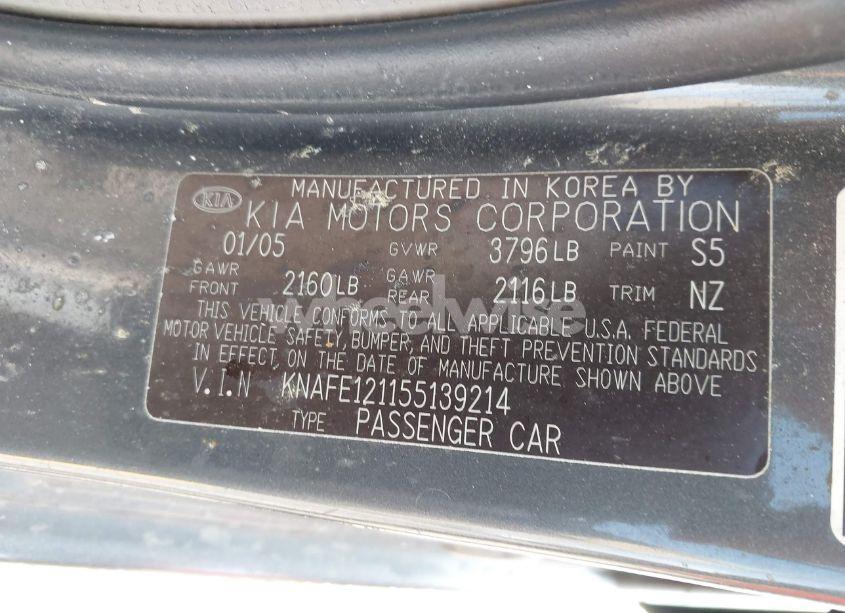 MANUFACTURED IN KOREA BY
KIA KIA MOTORS CORPORATION
01/05 GVWR 3796LB PAINT S5
GAWR FRONT 2160LB GAWR REAR 2116LB TRIM NZ
THIS VEHICLE CONFORMS TO ALL APPLICABLE U.S.A. FEDERAL
MOTOR VEHICLE SAFETY, BUMPER, AND THEFT PREVENTION STANDARDS
IN EFFECT ON THE DATE OF MANUFACTURE SHOWN ABOVE
V.I.N KNAFE121155139214
TYPE PASSENGER CAR
wheelwise